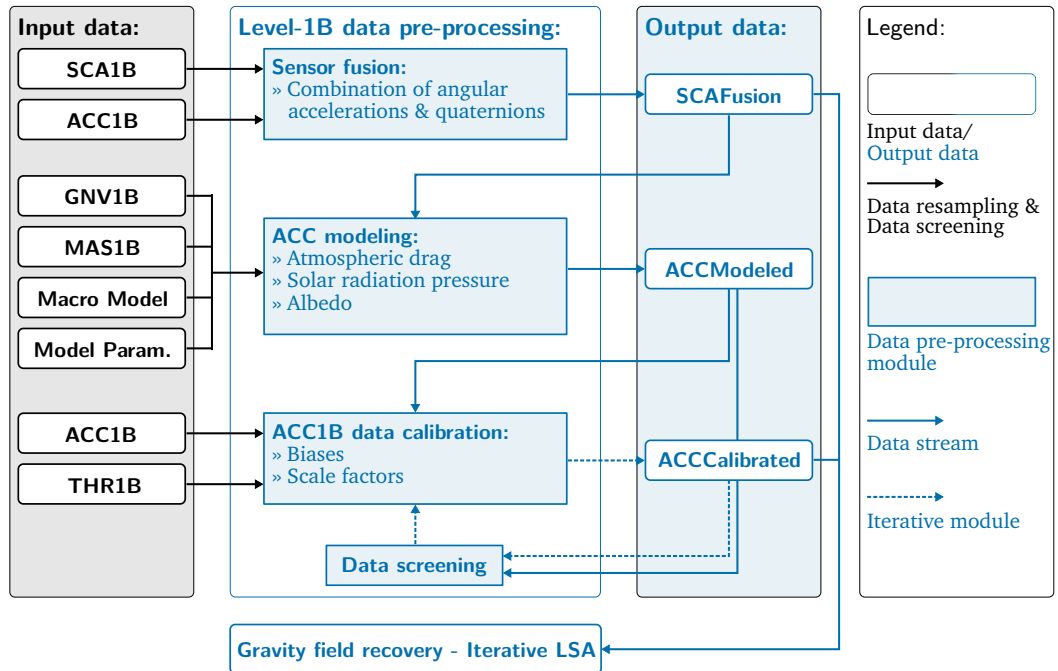 Input data:
SCA1B
ACC1B
GNV1B
MAS1B
Macro Model
Model Param.
ACC1B
THR1B
Level-1B data pre-processing:
Sensor fusion:
» Combination of angular
accelerations & quaternions
ACC modeling:
» Atmospheric drag
» Solar radiation pressure
» Albedo
ACC1B data calibration:
» Biases
» Scale factors
Data screening
Gravity field recovery - Iterative LSA
Output data:
SCAFusion
ACCModeled
ACCCalibrated
Legend:
Input data/
Output data
Data resampling &
Data screening
Data pre-processing
module
Data stream
Iterative module